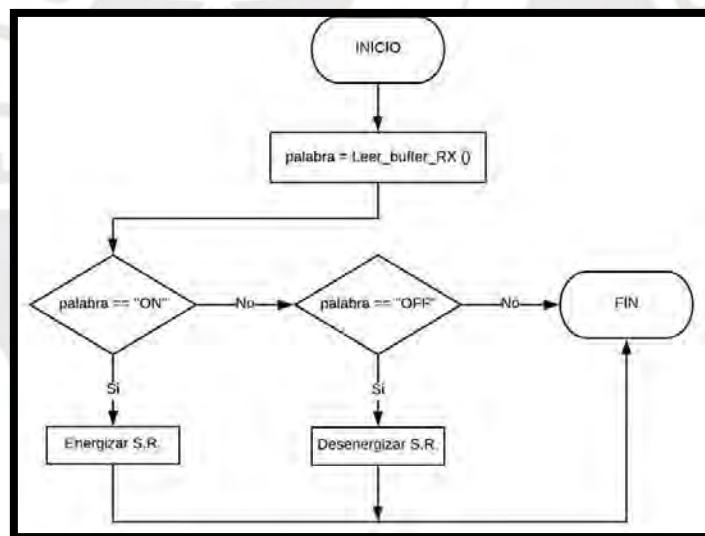 INICIO
palabra = Leer_buffer_RX ()
palabra == "ON"
No
palabra == "OFF"
No
FIN
Si
Si
Energizar S.R.
Desenergizar S.R.